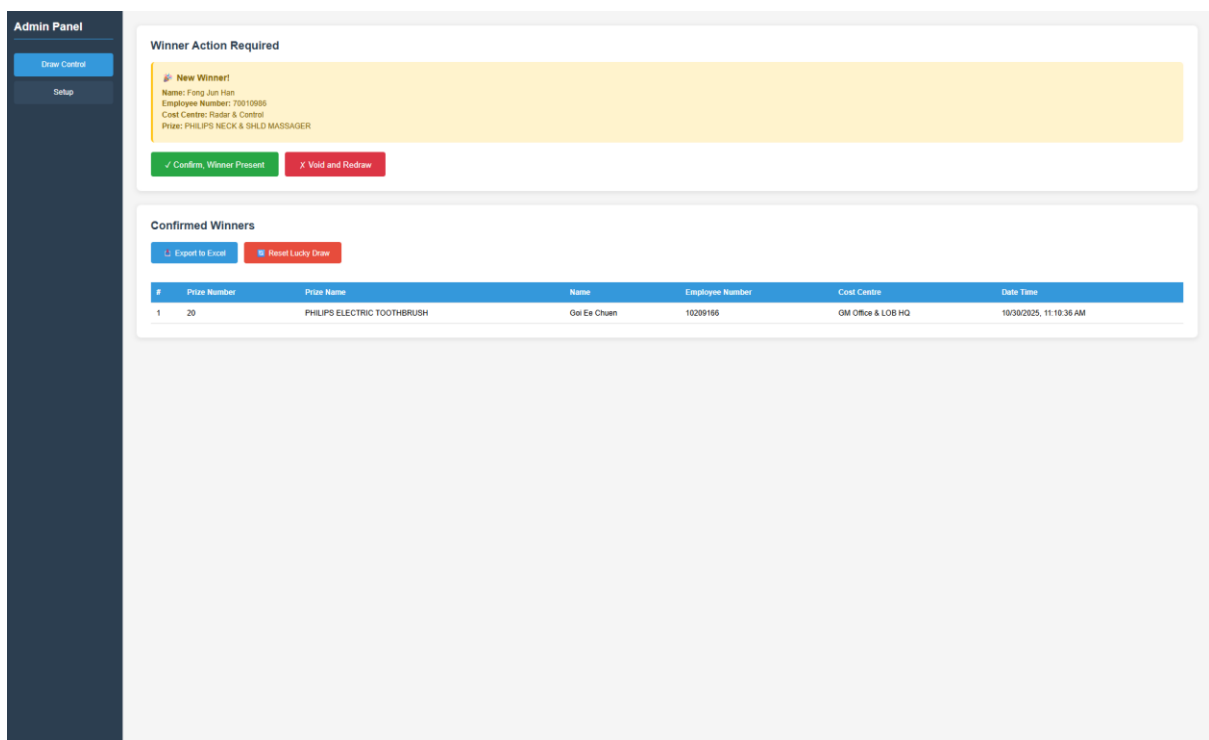 Admin Panel
Draw Control
Setup
Winner Action Required
🎉 New Winner!
Name: Fong Jun Han
Employee Number: 70010986
Cost Centre: Radar & Control
Prize: PHILIPS NECK & SHLD MASSAGER
✓ Confirm, Winner Present
✗ Void and Redraw
Confirmed Winners
Export to Excel
Reset Lucky Draw
# Prize Number Prize Name Name Employee Number Cost Centre Date Time
1 20 PHILIPS ELECTRIC TOOTHBRUSH Goi Ee Chuen 10209166 GM Office & LOB HQ 10/30/2025, 11:10:36 AM